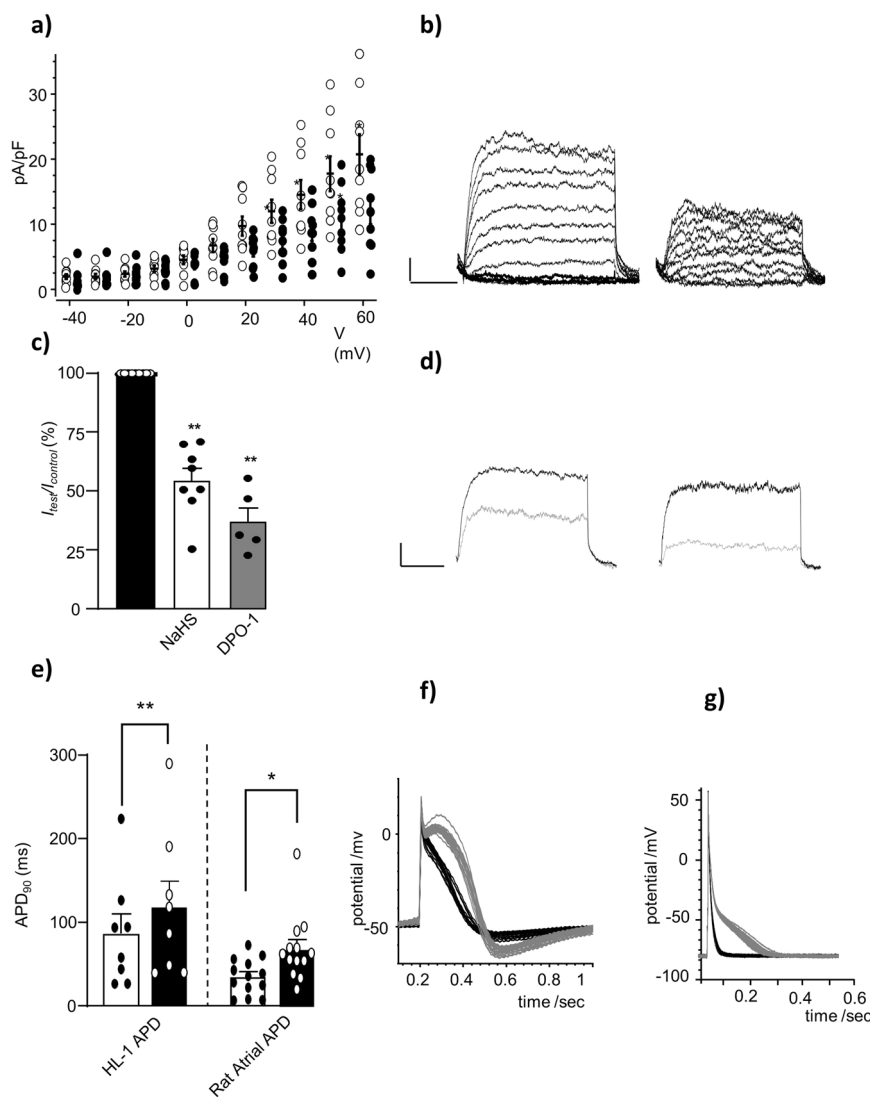 a)
b)
pA/pF
30
20
10
0
-40
-20
0
20
40
60
V
(mV)
*
*
*
*
*
c)
d)
I_test/I_control (%)
100
75
50
25
0
**
**
NaHS
DPO-1
e)
f)
g)
APD90 (ms)
300
200
100
0
**
*
HL-1 APD
Rat Atrial APD
potential /mv
0
-50
0.2
0.4
0.6
0.8
1
time /sec
potential /mV
50
0
-50
-100
0.2
0.4
0.6
time /sec